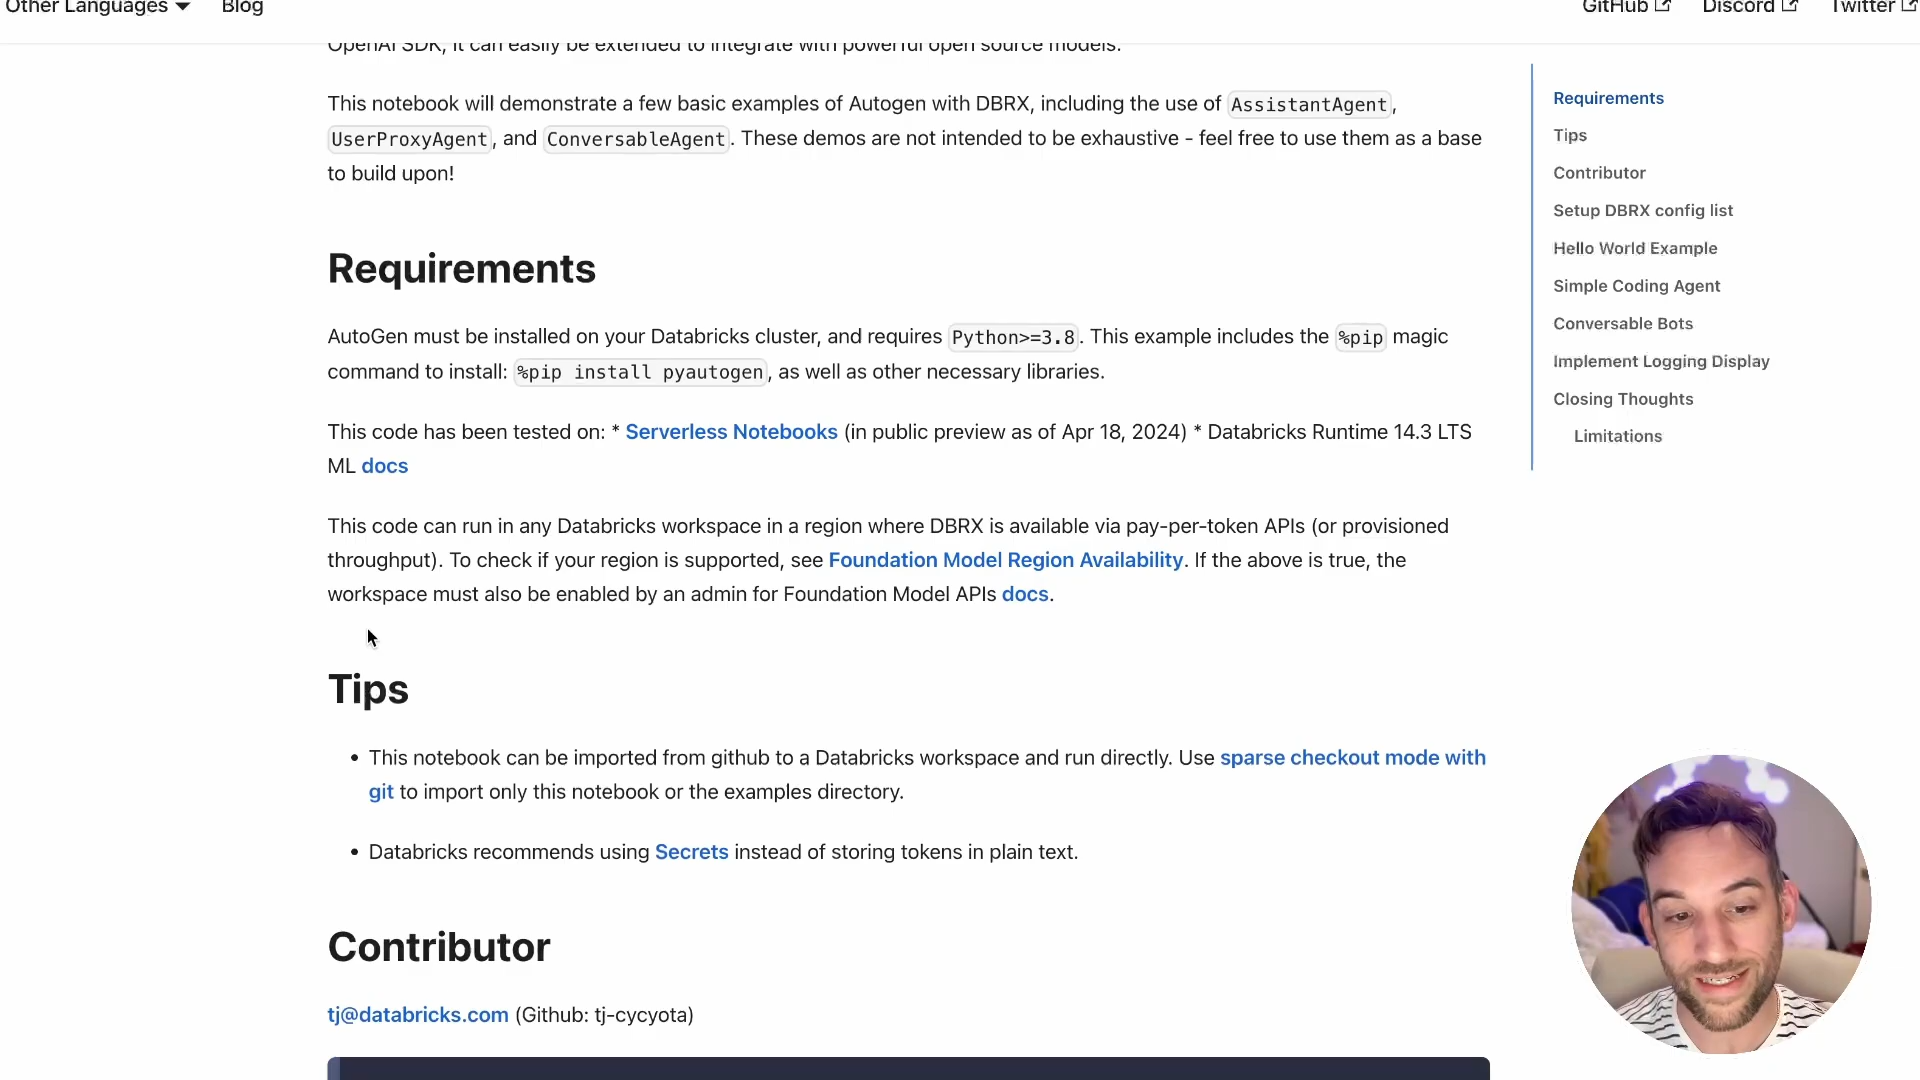 Other Languages
Blog
GitHub
Discord
Twitter
OpenAI SDK, it can easily be extended to integrate with powerful open source models.
This notebook will demonstrate a few basic examples of Autogen with DBRX, including the use of AssistantAgent,
UserProxyAgent, and ConversableAgent. These demos are not intended to be exhaustive - feel free to use them as a base
to build upon!
Requirements
AutoGen must be installed on your Databricks cluster, and requires Python>=3.8. This example includes the %pip magic
command to install: %pip install pyautogen, as well as other necessary libraries.
This code has been tested on: * Serverless Notebooks (in public preview as of Apr 18, 2024) * Databricks Runtime 14.3 LTS
ML docs
This code can run in any Databricks workspace in a region where DBRX is available via pay-per-token APIs (or provisioned
throughput). To check if your region is supported, see Foundation Model Region Availability. If the above is true, the
workspace must also be enabled by an admin for Foundation Model APIs docs.
Tips
• This notebook can be imported from github to a Databricks workspace and run directly. Use sparse checkout mode with
git to import only this notebook or the examples directory.
• Databricks recommends using Secrets instead of storing tokens in plain text.
Contributor
tj@databricks.com (Github: tj-cycyota)
Requirements
Tips
Contributor
Setup DBRX config list
Hello World Example
Simple Coding Agent
Conversable Bots
Implement Logging Display
Closing Thoughts
Limitations